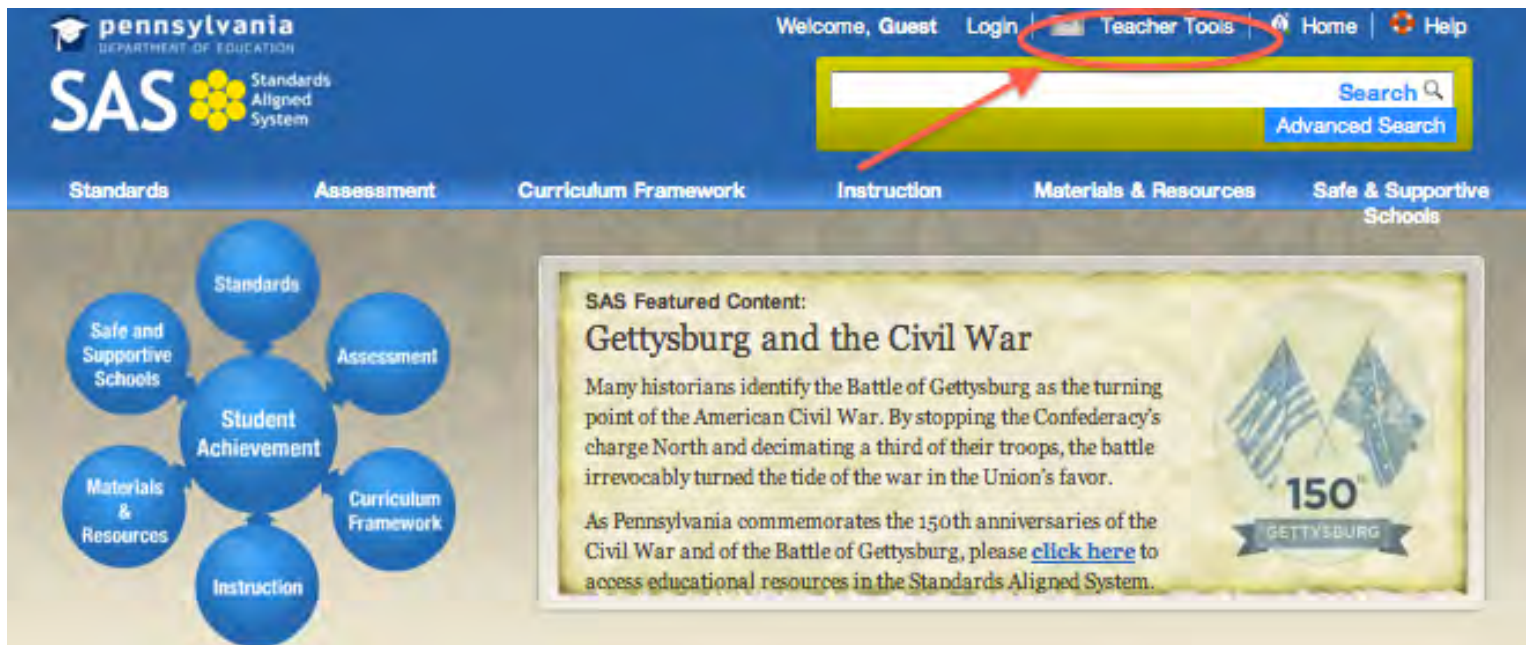 pennsylvania
DEPARTMENT OF EDUCATION
Welcome, Guest Login | Teacher Tools | Home | Help
SAS Standards
Aligned
System
Search
Advanced Search
Standards Assessment Curriculum Framework Instruction Materials & Resources Safe & Supportive
Schools
Standards
Safe and
Supportive
Schools
Assessment
Student
Achievement
Materials
&
Resources
Curriculum
Framework
Instruction
SAS Featured Content:
Gettysburg and the Civil War
Many historians identify the Battle of Gettysburg as the turning
point of the American Civil War. By stopping the Confederacy's
charge North and decimating a third of their troops, the battle
irrevocably turned the tide of the war in the Union's favor.
As Pennsylvania commemorates the 150th anniversaries of the
Civil War and of the Battle of Gettysburg, please click here to
access educational resources in the Standards Aligned System.
150
GETTYSBURG